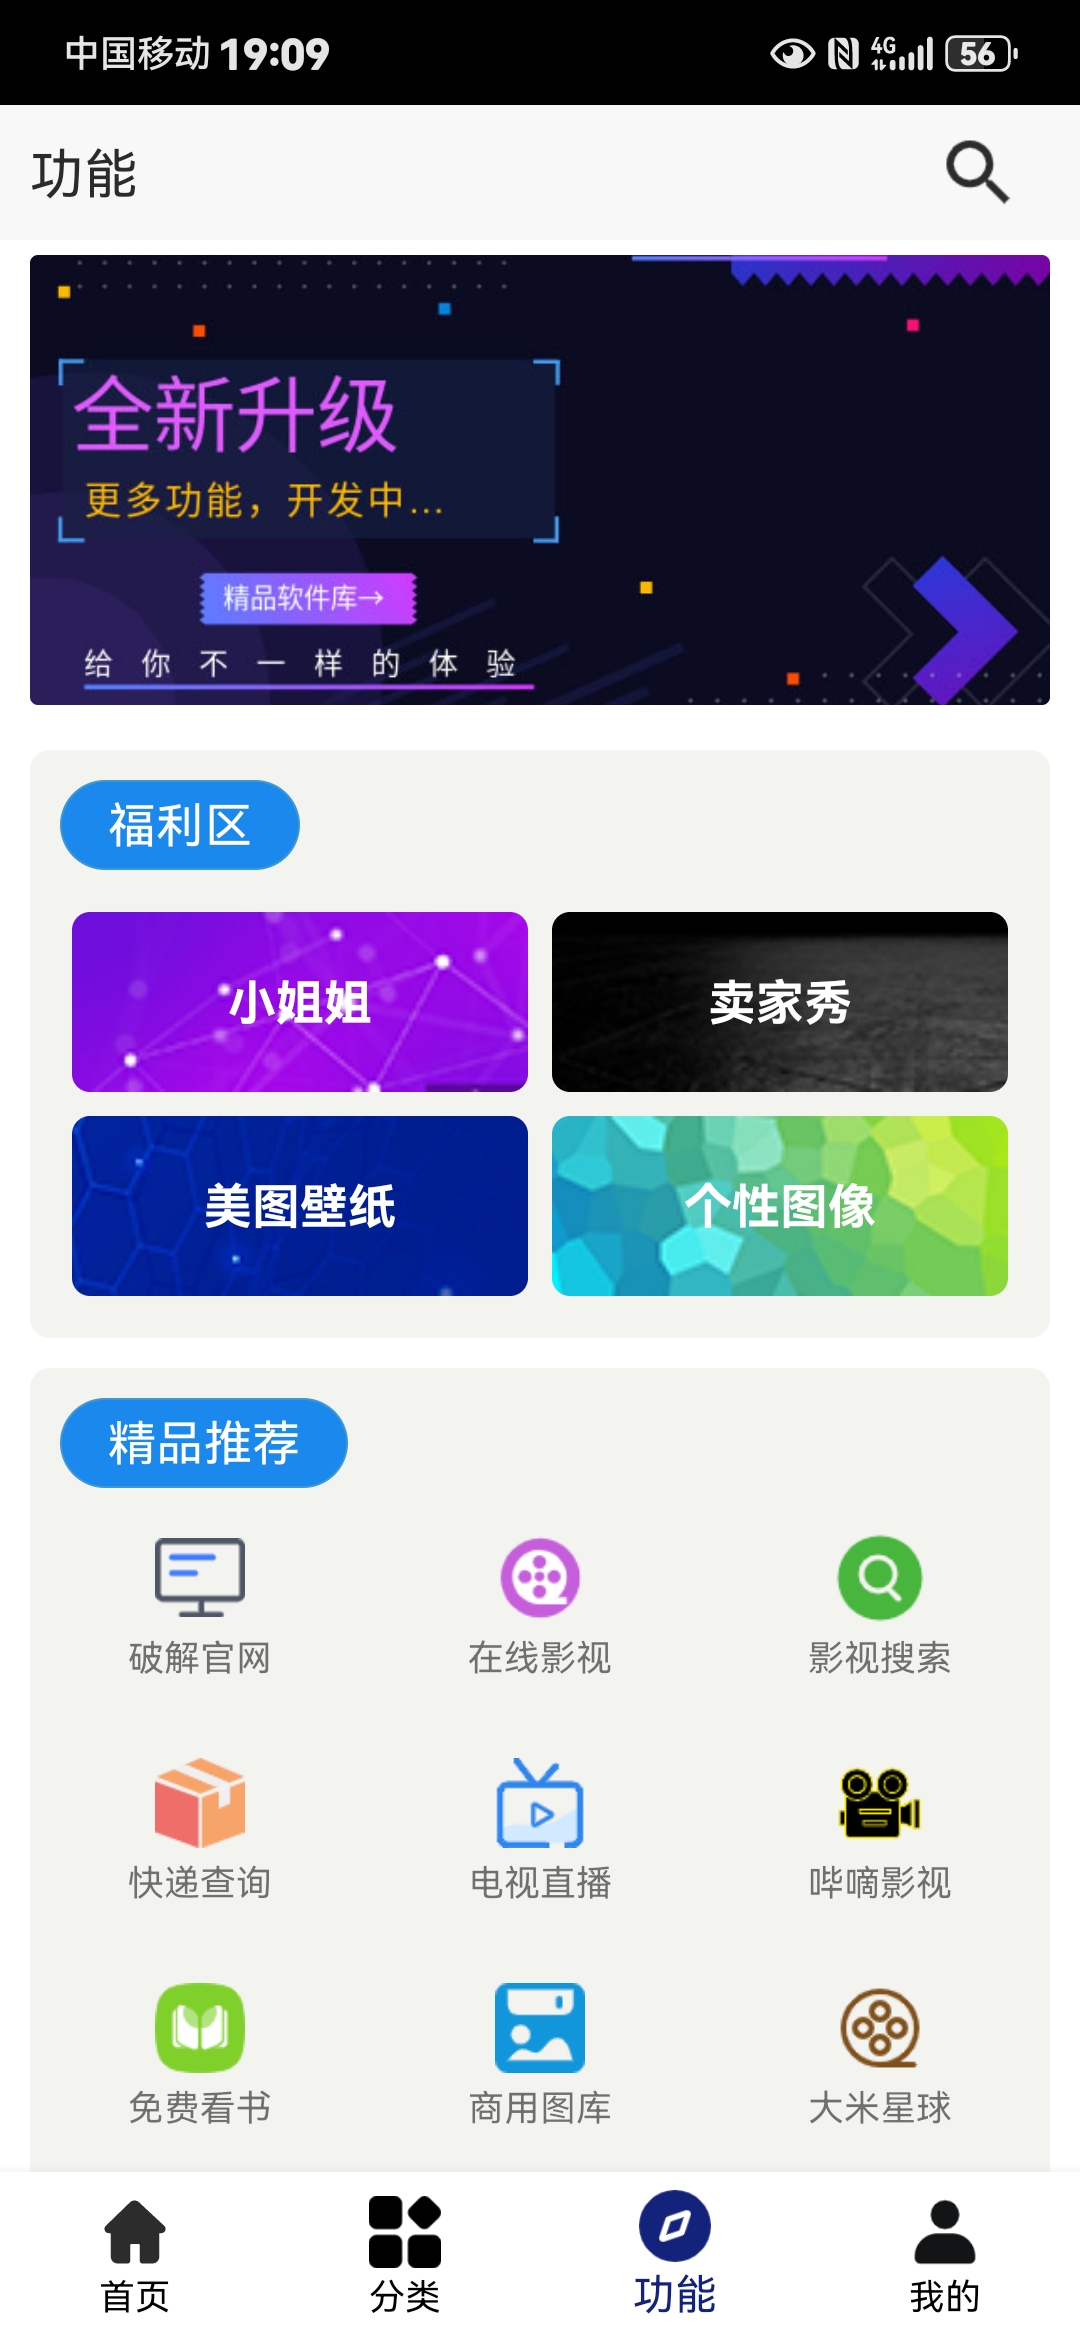 中国移动 19:09 4G 56
功能
全新升级
更多功能，开发中...
精品软件库→
给你不一样的体验
福利区
小姐姐 卖家秀
美图壁纸 个性图像
精品推荐
破解官网 在线影视 影视搜索
快递查询 电视直播 哔嘀影视
免费看书 商用图库 大米星球
首页 分类 功能 我的